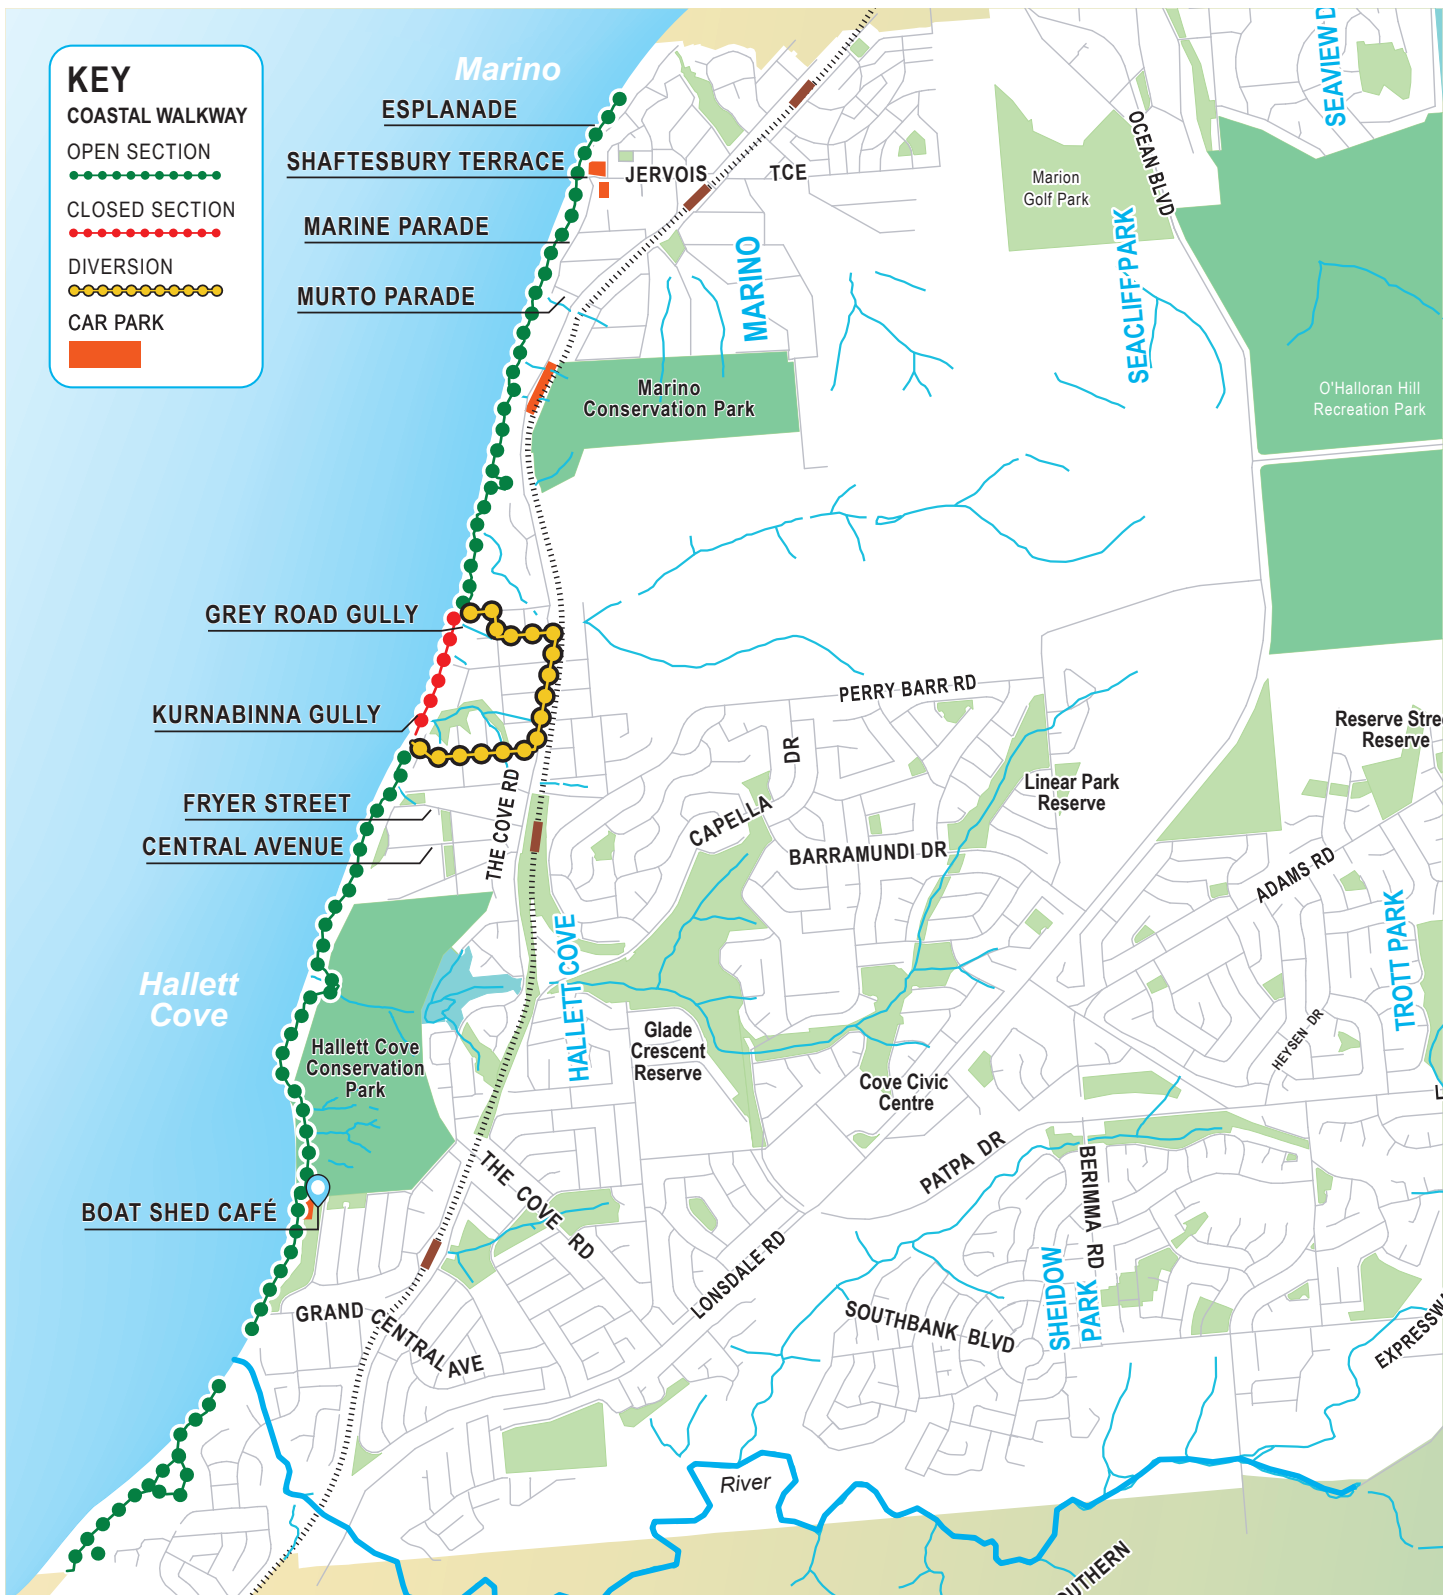 KEY
COASTAL WALKWAY
OPEN SECTION
CLOSED SECTION
DIVERSION
CAR PARK
Marino
ESPLANADE
SHAFTESBURY TERRACE
JERVOIS TCE
MARINE PARADE
MURTO PARADE
MARINO
Marino
Conservation Park
Marion
Golf Park
OCEAN BLVD
SEACLIFF PARK
SEAVIEW D
O'Halloran Hill
Recreation Park
GREY ROAD GULLY
KURNABINNA GULLY
FRYER STREET
CENTRAL AVENUE
THE COVE RD
PERRY BARR RD
CAPELLA DR
BARRAMUNDI DR
Linear Park
Reserve
Reserve Stre
Reserve
ADAMS RD
TROTT PARK
HEYSEN DR
Hallett
Cove
HALLETT COVE
Hallett Cove
Conservation
Park
Glade
Crescent
Reserve
Cove Civic
Centre
L
PATPA DR
BERIMMA RD
THE COVE RD
BOAT SHED CAFÉ
LONSDALE RD
SHEIDOW
PARK
SOUTHBANK BLVD
GRAND CENTRAL AVE
EXPRESSWA
River
OUTHERN